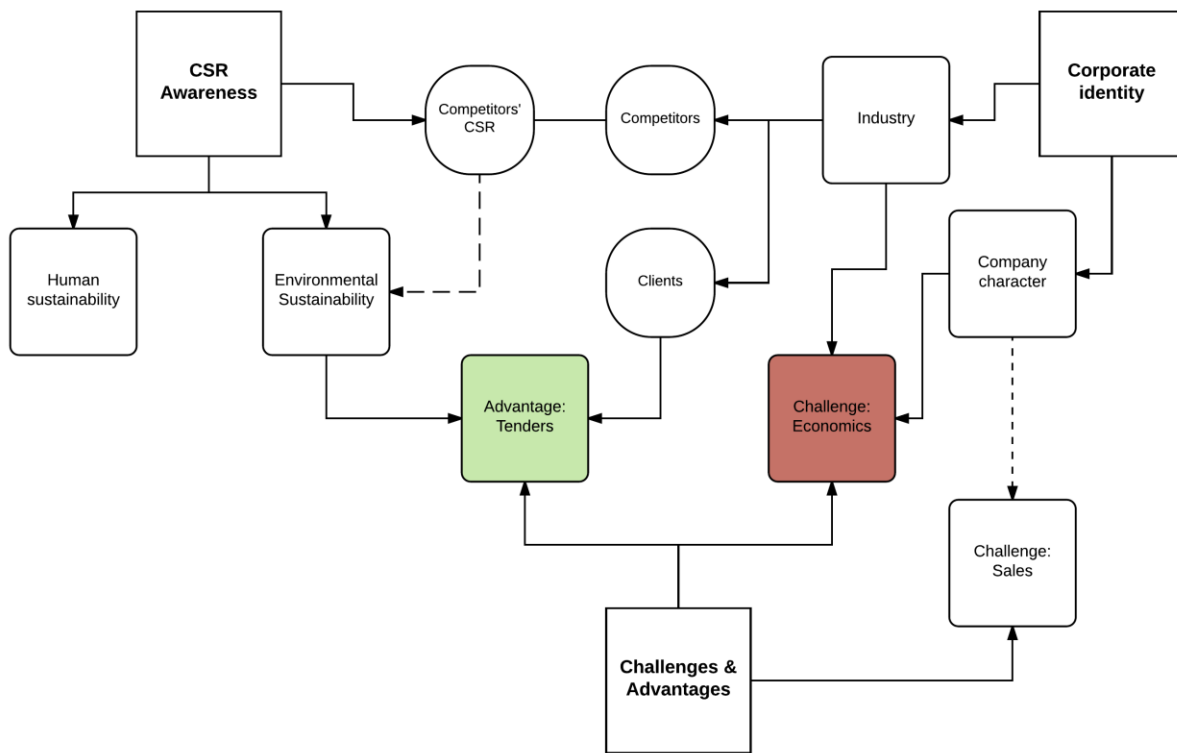 CSR
Awareness
Competitors'
CSR
Competitors
Industry
Corporate
identity
Human
sustainability
Environmental
Sustainability
Clients
Company
character
Advantage:
Tenders
Challenge:
Economics
Challenge:
Sales
Challenges &
Advantages